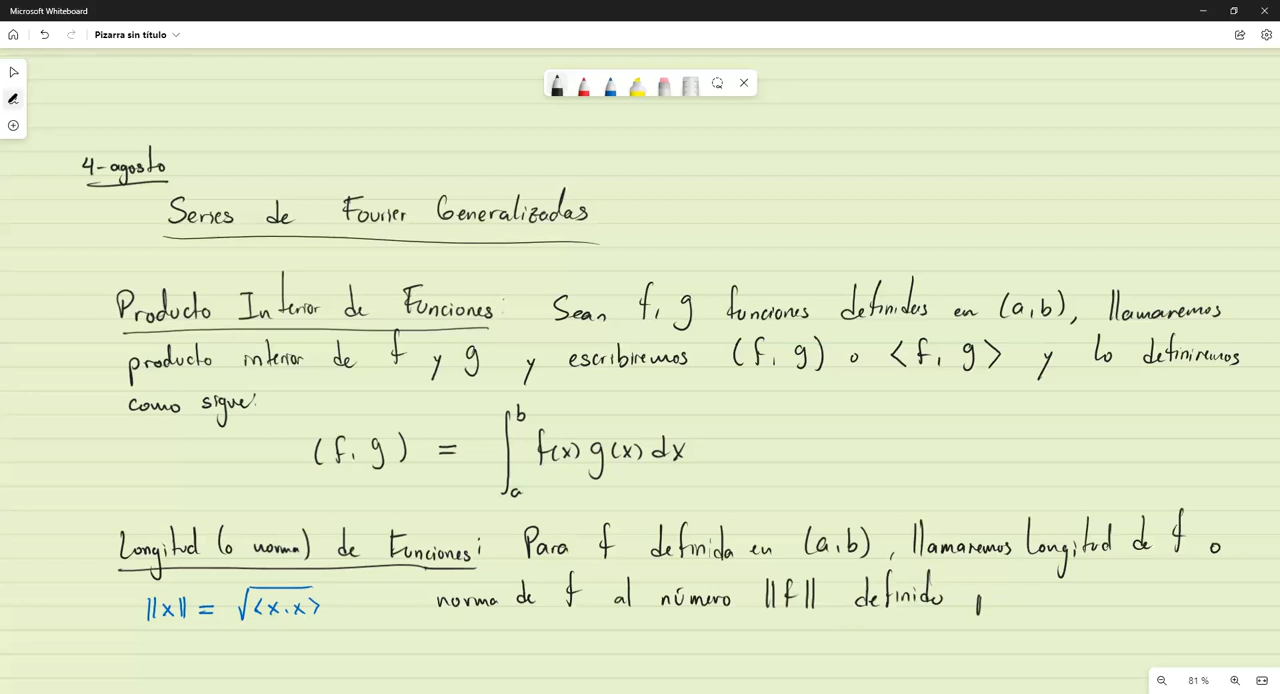 Microsoft Whiteboard
Pizarra sin título
4-agosto
Series de Fourier Generalizadas
Producto Interior de Funciones: Sean f, g funciones definidas en (a,b), llamaremos
producto interior de f y g y escribiremos (f, g) o <f, g> y lo definiremos
como sigue:
(f, g) = ∫_a^b f(x) g(x) dx
Longitud (o norma) de Funciones: Para f definida en (a,b), llamaremos longitud de f o
norma de f al número ||f|| definido
||x|| = √<x,x>
81 %